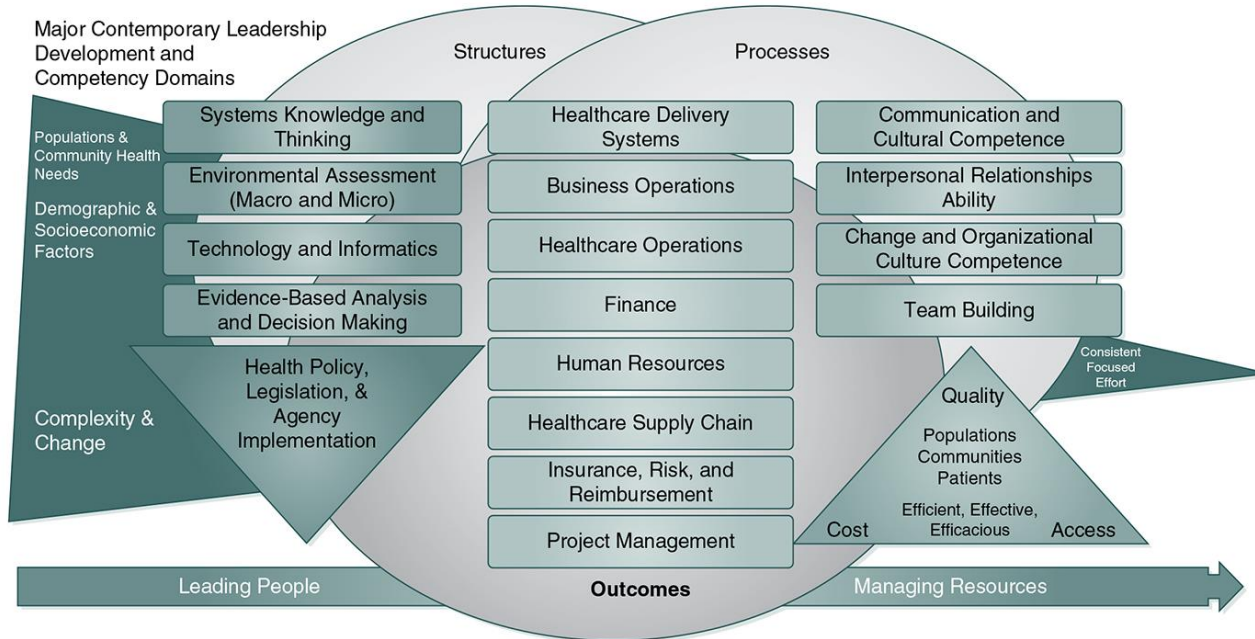 Major Contemporary Leadership
Development and
Competency Domains
Structures
Processes
Populations &
Community Health
Needs
Demographic &
Socioeconomic
Factors
Complexity &
Change
Systems Knowledge and
Thinking
Environmental Assessment
(Macro and Micro)
Technology and Informatics
Evidence-Based Analysis
and Decision Making
Health Policy,
Legislation, &
Agency
Implementation
Healthcare Delivery
Systems
Business Operations
Healthcare Operations
Finance
Human Resources
Healthcare Supply Chain
Insurance, Risk, and
Reimbursement
Project Management
Communication and
Cultural Competence
Interpersonal Relationships
Ability
Change and Organizational
Culture Competence
Team Building
Consistent
Focused
Effort
Quality
Populations
Communities
Patients
Efficient, Effective,
Efficacious
Cost
Access
Leading People
Outcomes
Managing Resources